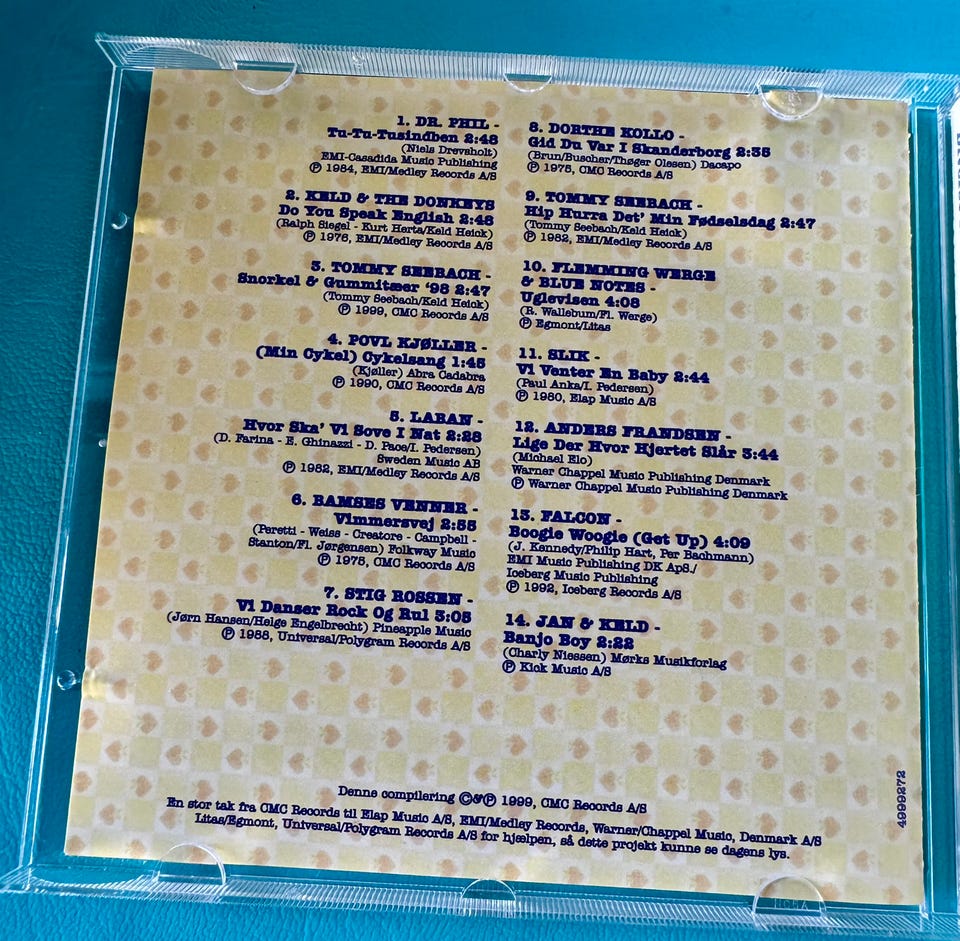 1. DR. PHIL -
Tu-Tu-Tusindben 2:48
(Niels Drevsholt)
EMI-Casadida Music Publishing
℗ 1984, EMI/Medley Records A/S
2. KELD & THE DONKEYS
Do You Speak English 2:48
(Ralph Siegel - Kurt Hertz/Keld Heick)
℗ 1976, EMI/Medley Records A/S
3. TOMMY SEEBACH -
Snorkel & Gummitæer '98 2:47
(Tommy Seebach/Keld Heick)
℗ 1999, CMC Records A/S
4. POVL KJØLLER -
(Min Cykel) Cykelsang 1:45
(Kjøller) Abra Cadabra
℗ 1990, CMC Records A/S
5. LABAN -
Hvor Ska' Vi Sove I Nat 2:28
(D. Farina - E. Ghinazzi - D. Pace/I. Pedersen)
Sweden Music AB
℗ 1982, EMI/Medley Records A/S
6. BAMSES VENNER -
Vimmersvej 2:55
(Peretti - Weiss - Creatore - Campbell -
Stanton/Fl. Jørgensen) Folkway Music
℗ 1975, CMC Records A/S
7. STIG ROSSEN -
Vi Danser Rock Og Rul 3:05
(Jørn Hansen/Helge Engelbrecht) Pineapple Music
℗ 1988, Universal/Polygram Records A/S
8. DORTHE KOLLO -
Gid Du Var I Skanderborg 2:35
(Brun/Buschor/Thøger Olesen) Dacapo
℗ 1975, CMC Records A/S
9. TOMMY SEEBACH -
Hip Hurra Det' Min Fødselsdag 2:47
(Tommy Seebach/Keld Heick)
℗ 1982, EMI/Medley Records A/S
10. FLEMMING WERGE
& BLUE NOTES -
Uglevisen 4:08
(R. Wallebum/Fl. Werge)
℗ Egmont/Litas
11. SLIK -
Vi Venter En Baby 2:44
(Paul Anka/I. Pedersen)
℗ 1980, Elap Music A/S
12. ANDERS FRANDSEN -
Lige Der Hvor Hjertet Slår 3:44
(Michael Elo)
Warner Chappel Music Publishing Denmark
℗ Warner Chappel Music Publishing Denmark
13. FALCON -
Boogie Woogie (Get Up) 4:09
(J. Kennedy/Philip Hart, Per Bachmann)
EMI Music Publishing DK ApS./
Iceberg Music Publishing
℗ 1992, Iceberg Records A/S
14. JAN & KELD -
Banjo Boy 2:22
(Charly Niessen) Mørks Musikforlag
℗ Kick Music A/S
Denne compilering ©&℗ 1999, CMC Records A/S
En stor tak fra CMC Records til Elap Music A/S, EMI/Medley Records, Warner/Chappel Music, Denmark A/S
Litas/Egmont, Universal/Polygram Records A/S for hjælpen, så dette projekt kunne se dagens lys.
4999272